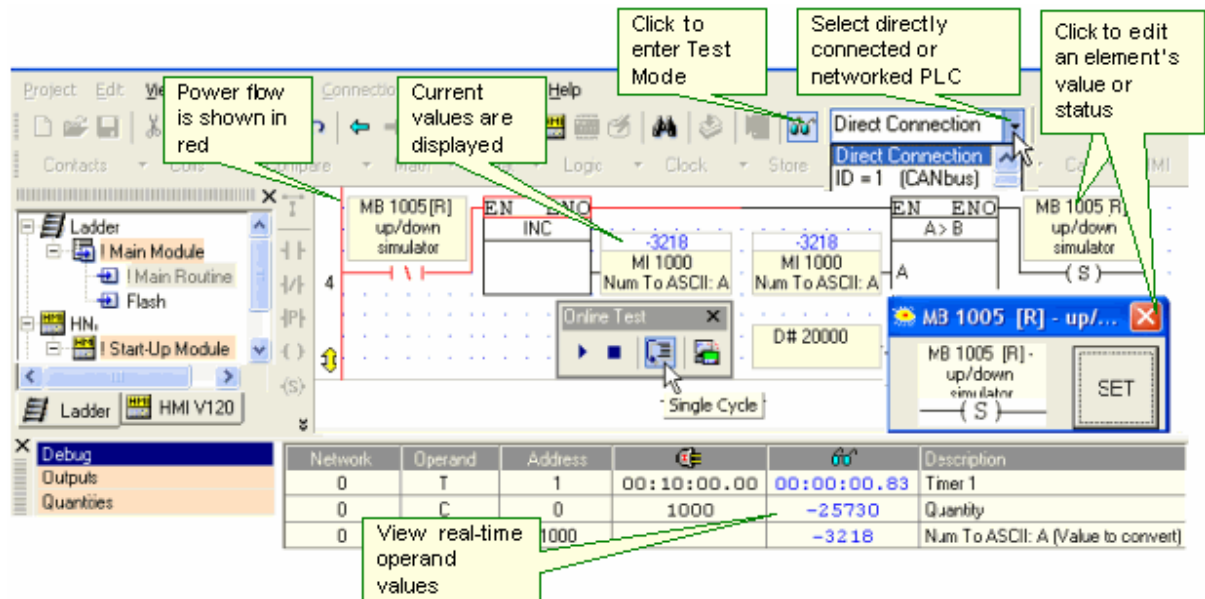 Click to
enter Test
Mode
Select directly
connected or
networked PLC
Click to edit
an element's
value or
status
Power flow
is shown in
red
Current
values are
displayed
Project Edit Connectio Help
Direct Connection
Contacts Coils Compare Math Logic Clock Store HMI
Direct Connection
ID = 1 (CANbus)
Ladder
! Main Module
! Main Routine
Flash
! Start-Up Module
Ladder HMI V120
4
MB 1005[R]
up/down
simulator
EN ENO
INC
-3218
MI 1000
Num To ASCII: A
-3218
MI 1000
Num To ASCII: A
D# 20000
EN ENO
A > B
A
MB 1005 R
up/down
simulator
( S )
Online Test
Single Cycle
MB 1005 [R] - up/...
MB 1005 [R] -
up/down
simulator
( S )
SET
Debug
Outputs
Quantities
Network Operand Address Description
0 T 1 00:10:00.00 00:00:00.83 Timer 1
0 C 0 1000 -25730 Quantity
0 1000 -3218 Num To ASCII: A (Value to convert)
View real-time
operand
values